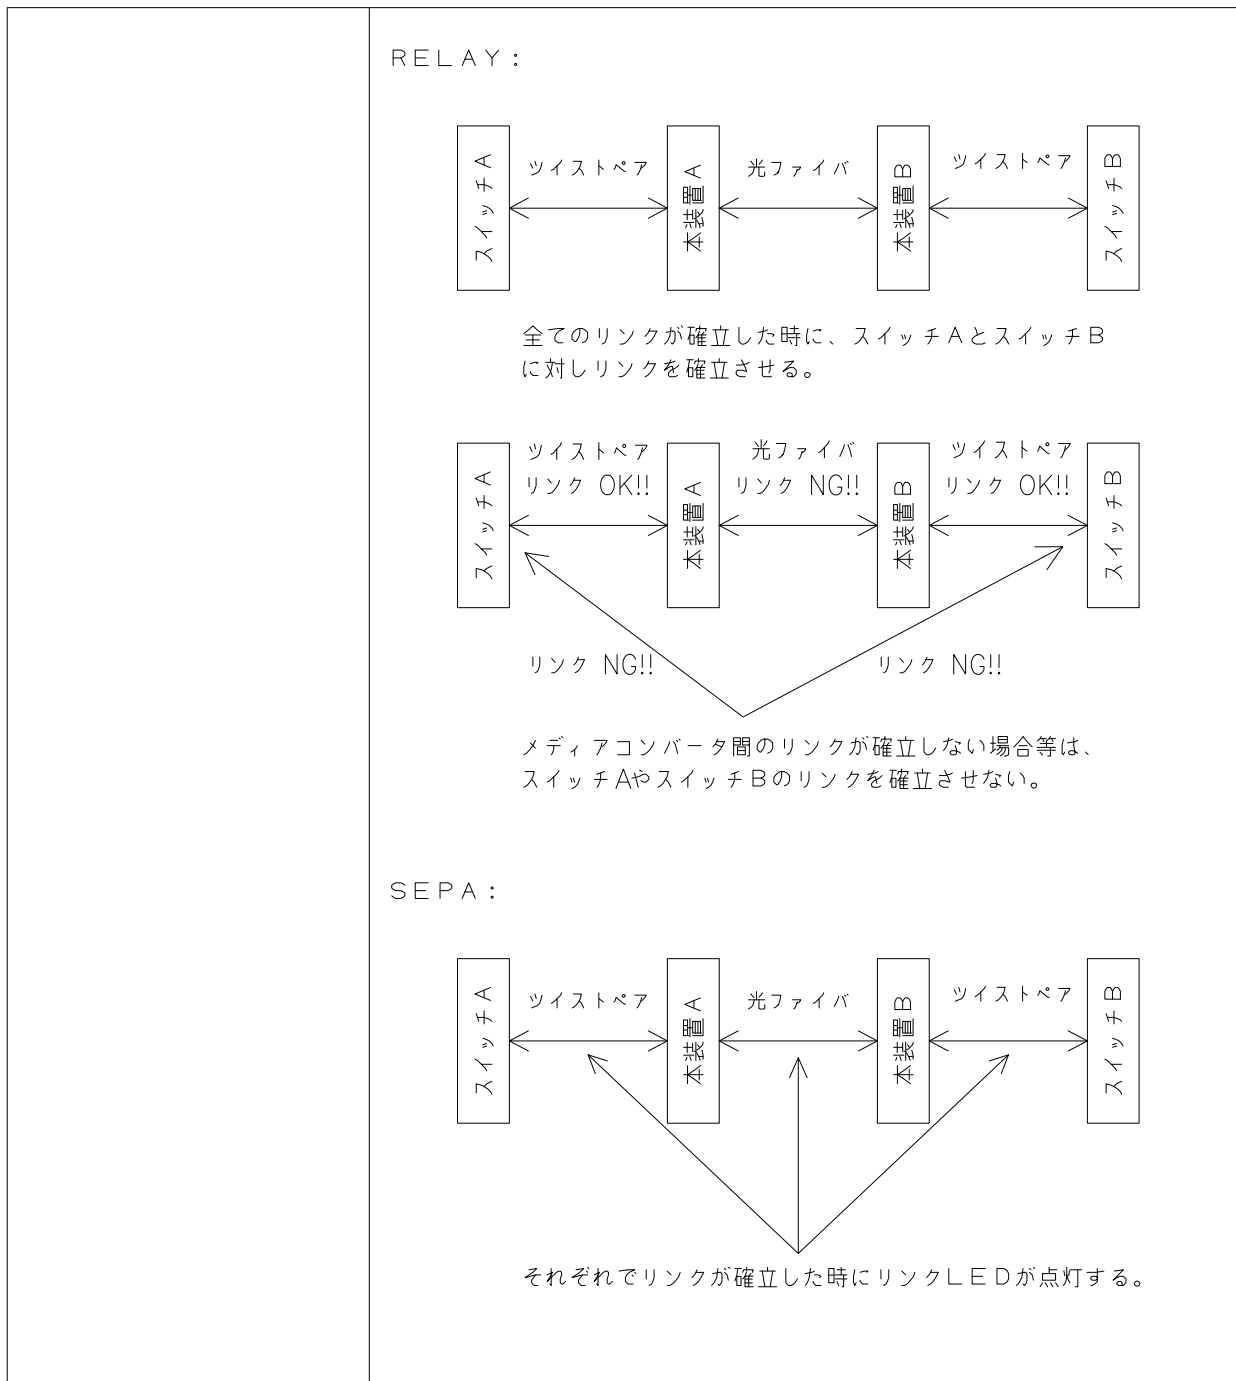 RELAY:
スイッチA
ツイストペア
本装置A
光ファイバ
本装置B
ツイストペア
スイッチB
全てのリンクが確立した時に、スイッチAとスイッチB
に対しリンクを確立させる。
スイッチA
ツイストペア
リンク OK!!
本装置A
光ファイバ
リンク NG!!
本装置B
ツイストペア
リンク OK!!
スイッチB
リンク NG!!
リンク NG!!
メディアコンバータ間のリンクが確立しない場合等は、
スイッチAやスイッチBのリンクを確立させない。
SEPA:
スイッチA
ツイストペア
本装置A
光ファイバ
本装置B
ツイストペア
スイッチB
それぞれでリンクが確立した時にリンクLEDが点灯する。